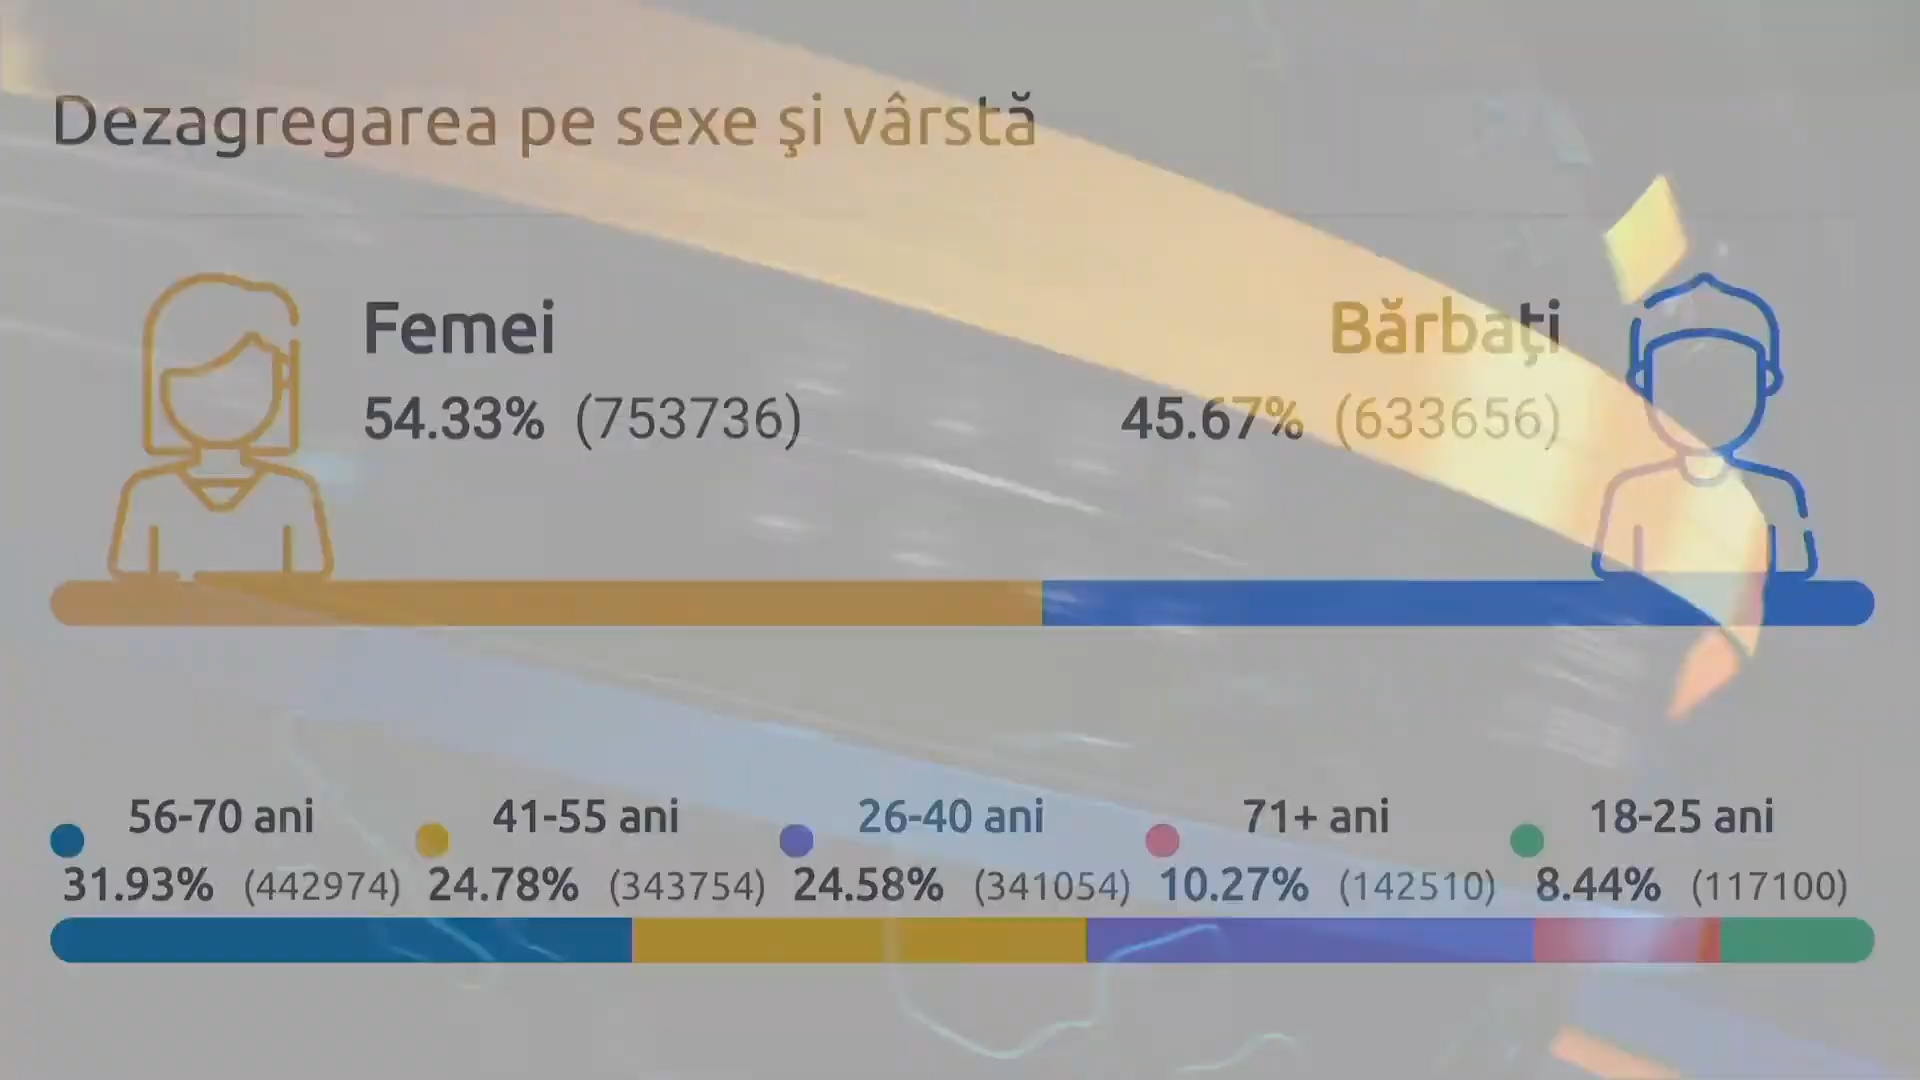 Dezagregarea pe sexe şi vârstă
Femei
54.33% (753736)
Bărbaţi
45.67% (633656)
56-70 ani
31.93% (442974)
41-55 ani
24.78% (343754)
26-40 ani
24.58% (341054)
71+ ani
10.27% (142510)
18-25 ani
8.44% (117100)